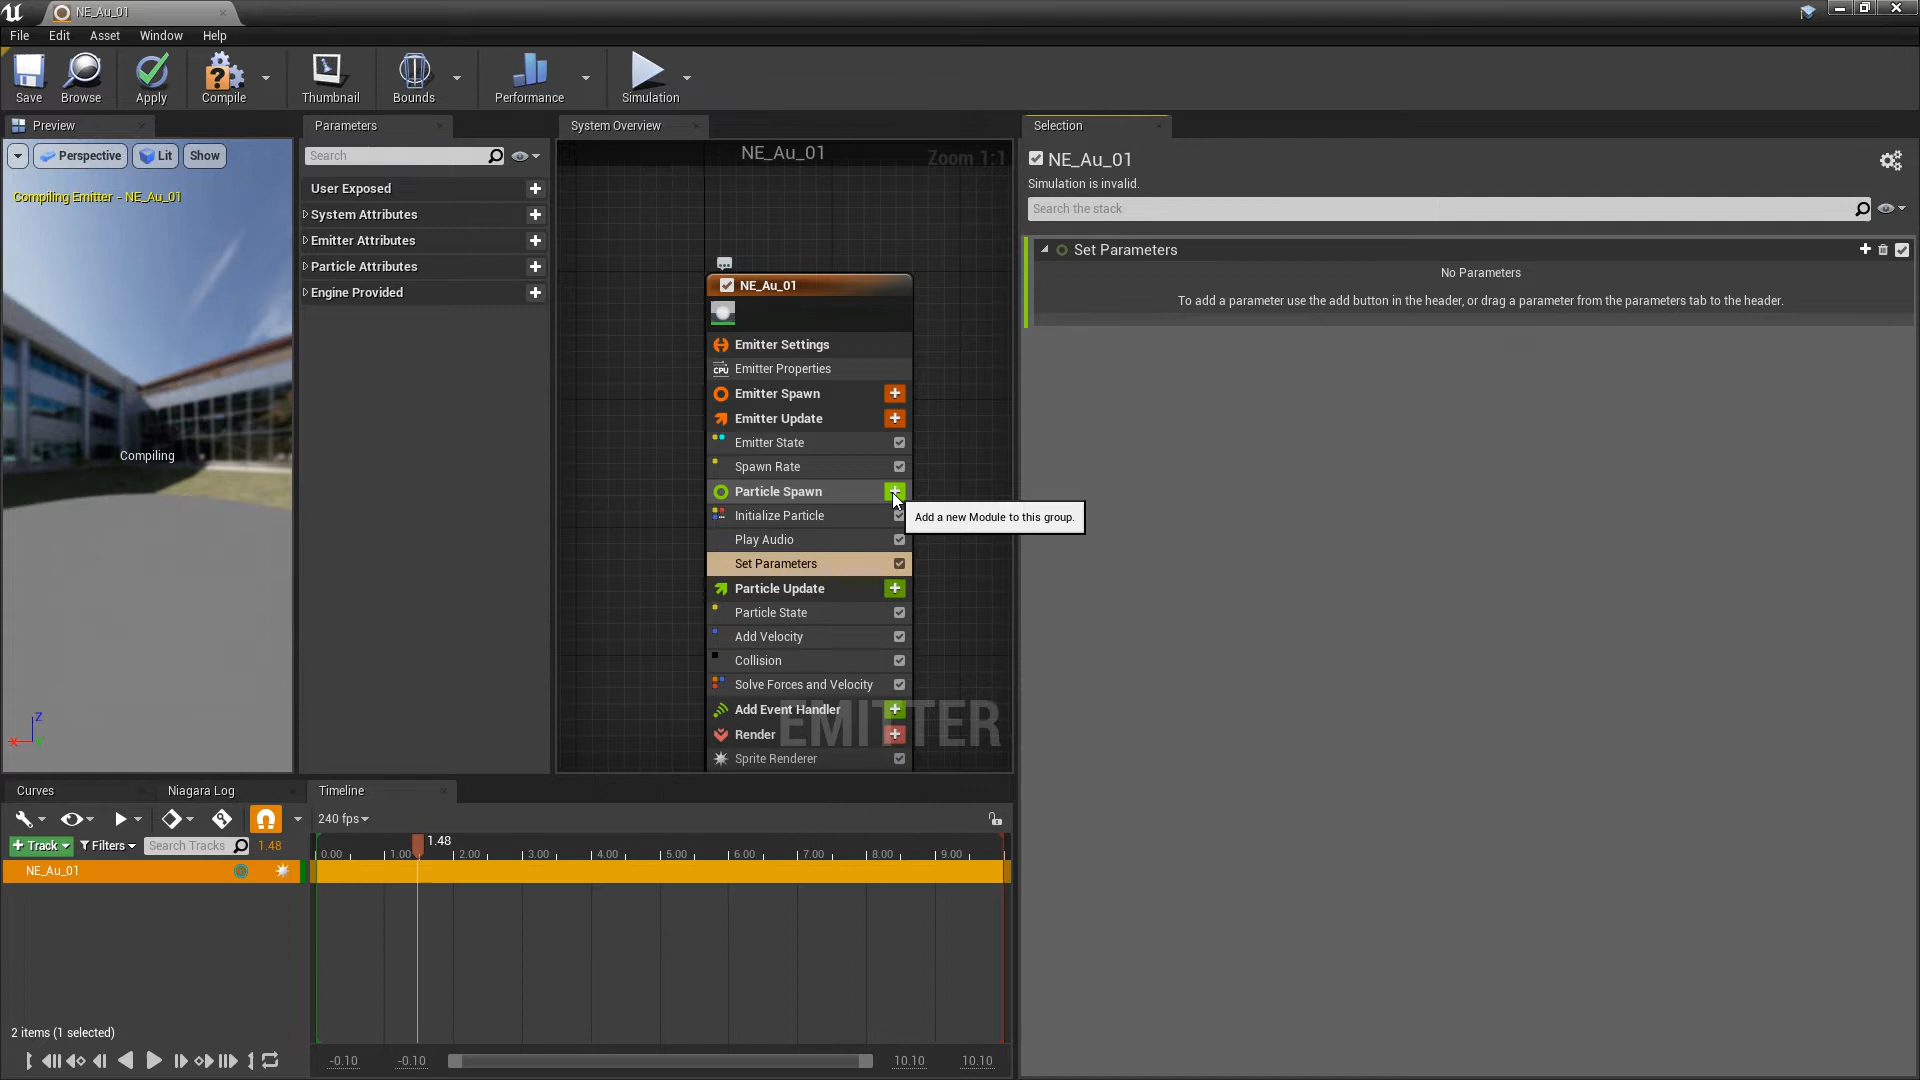 NE_Au_01
File Edit Asset Window Help
Save Browse Apply Compile Thumbnail Bounds Performance Simulation
Preview
Perspective Lit Show
Compiling Emitter - NE_Au_01
Compiling
Z
X
Parameters
Search
User Exposed
System Attributes
Emitter Attributes
Particle Attributes
Engine Provided
System Overview
NE_Au_01
Zoom 1:1
NE_Au_01
Emitter Settings
CPU Emitter Properties
Emitter Spawn
Emitter Update
Emitter State
Spawn Rate
Particle Spawn
Initialize Particle
Play Audio
Set Parameters
Particle Update
Particle State
Add Velocity
Collision
Solve Forces and Velocity
Add Event Handler
Render
Sprite Renderer
EMITTER
Add a new Module to this group.
Selection
NE_Au_01
Simulation is invalid.
Search the stack
Set Parameters
No Parameters
To add a parameter use the add button in the header, or drag a parameter from the parameters tab to the header.
Curves Niagara Log Timeline
240 fps
+ Track Filters Search Tracks 1.48
1.48
0.00 1.00 2.00 3.00 4.00 5.00 6.00 7.00 8.00 9.00
NE_Au_01
2 items (1 selected)
-0.10 -0.10 10.10 10.10